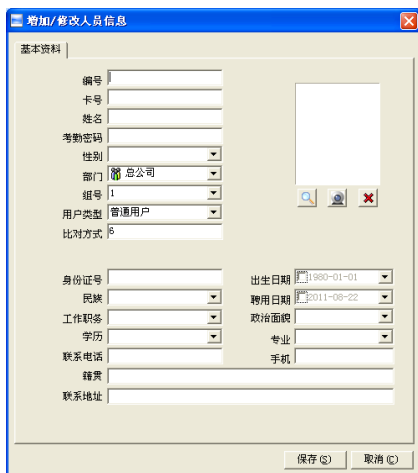 增加/修改人员信息
基本资料
编号
卡号
姓名
考勤密码
性别
部门 总公司
组号 1
用户类型 普通用户
比对方式 6
身份证号 出生日期 1980-01-01
民族 聘用日期 2011-08-22
工作职务 政治面貌
学历 专业
联系电话 手机
籍贯
联系地址
保存(S) 取消(C)